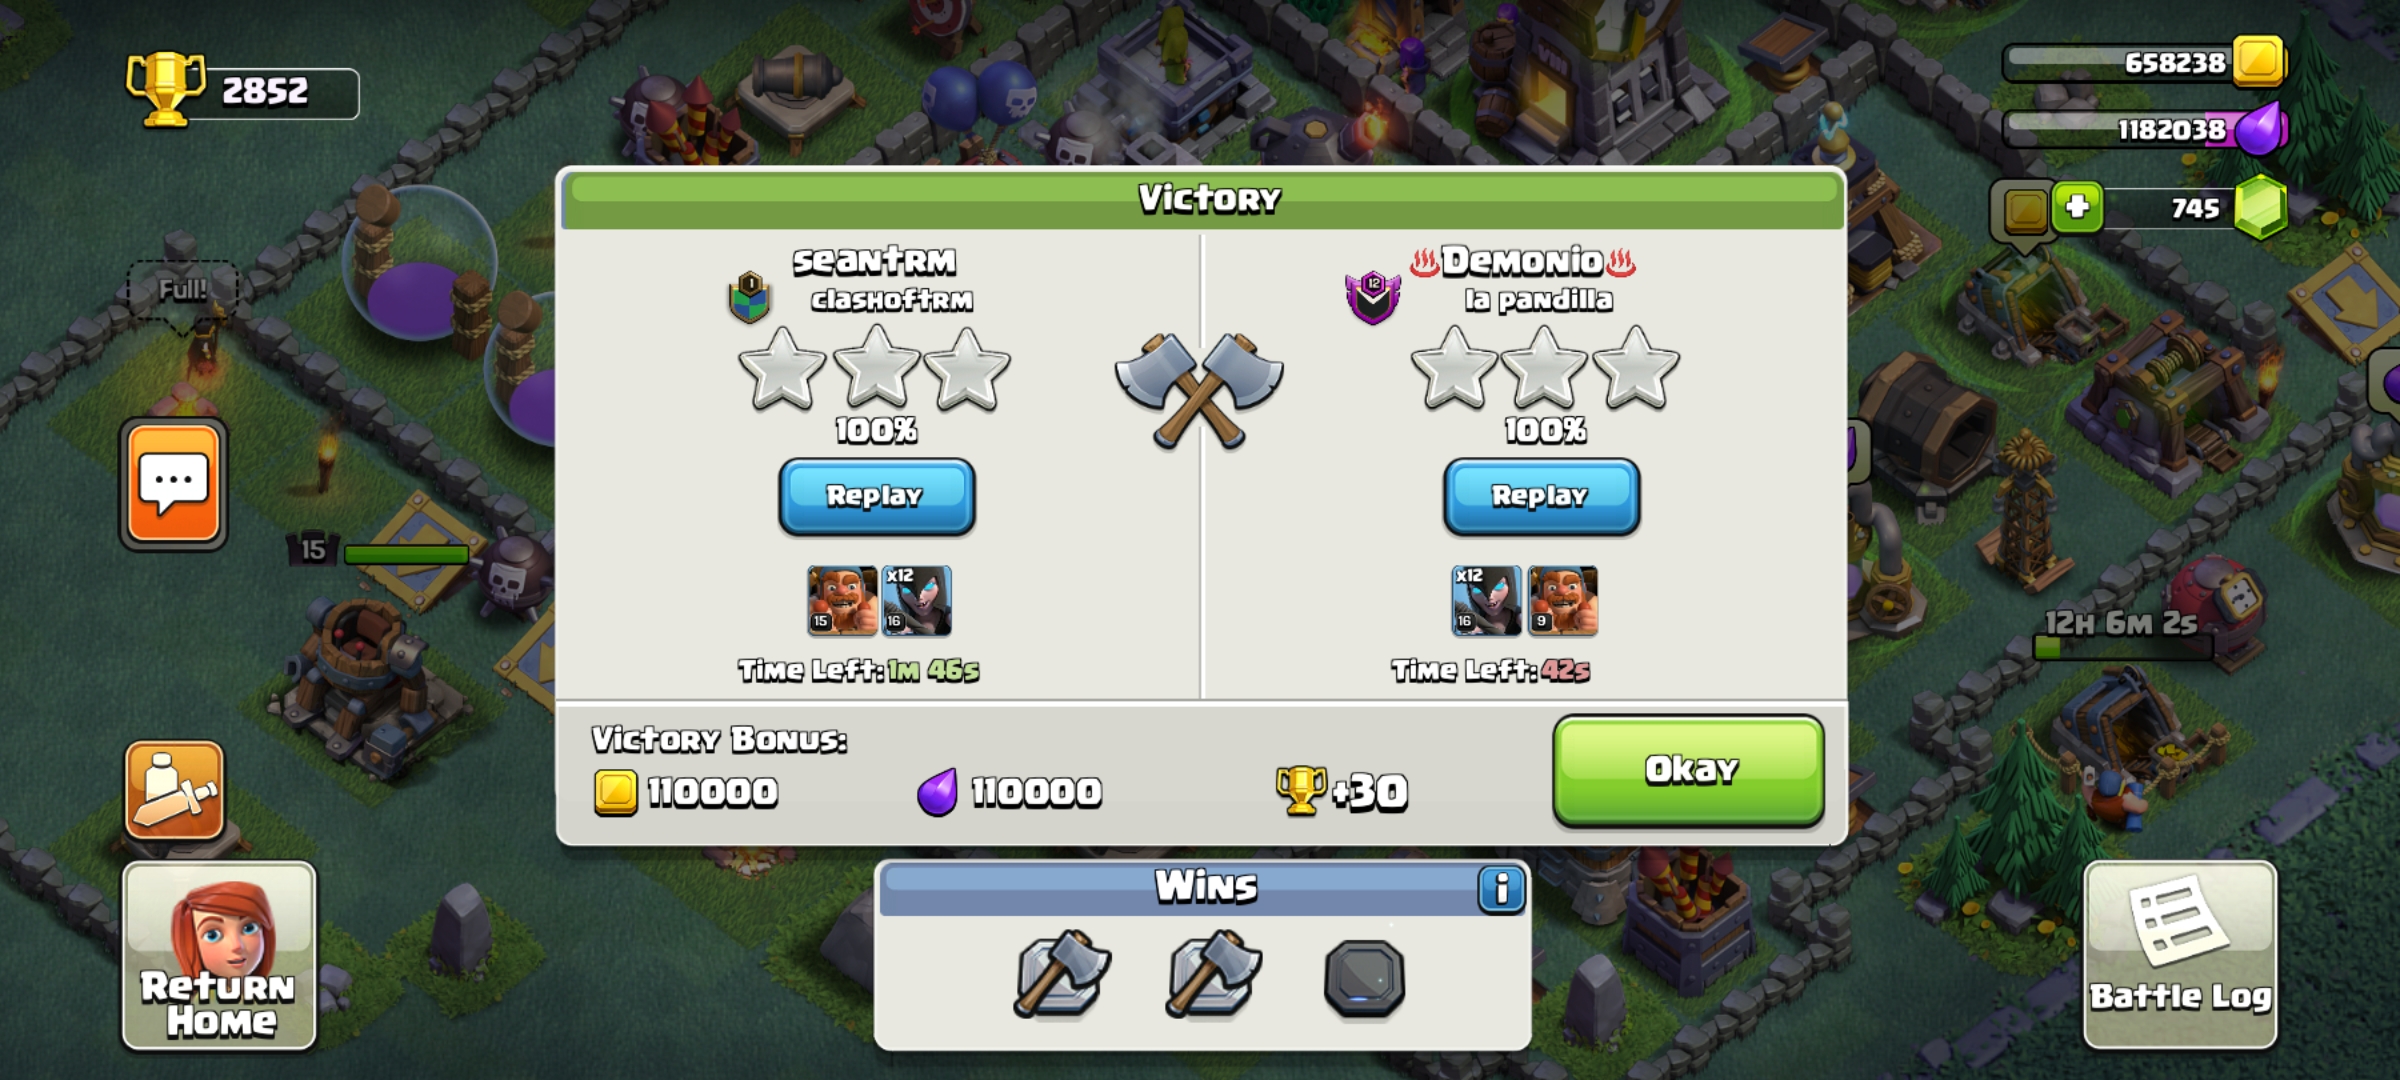 2852
658238
1182038
745
Full!
Victory
seantrm
clashoftrm
1
♨Demonio♨
la pandilla
12
100%
100%
Replay
Replay
15
x12
15
16
x12
16
9
Time Left:1m 46s
Time Left:42s
12H 6M 2s
Victory Bonus:
110000
110000
+30
Okay
Wins
i
Return
Home
Battle Log